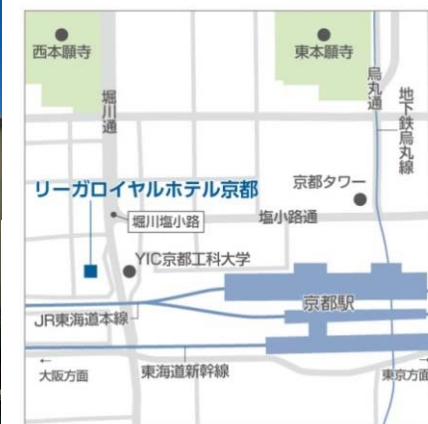 西本願寺
東本願寺
堀川通
烏丸通
地下鉄烏丸線
リーガロイヤルホテル京都
京都タワー
堀川塩小路
塩小路通
YIC京都工科大学
京都駅
JR東海道本線
←
大阪方面
東海道新幹線
→
東京方面